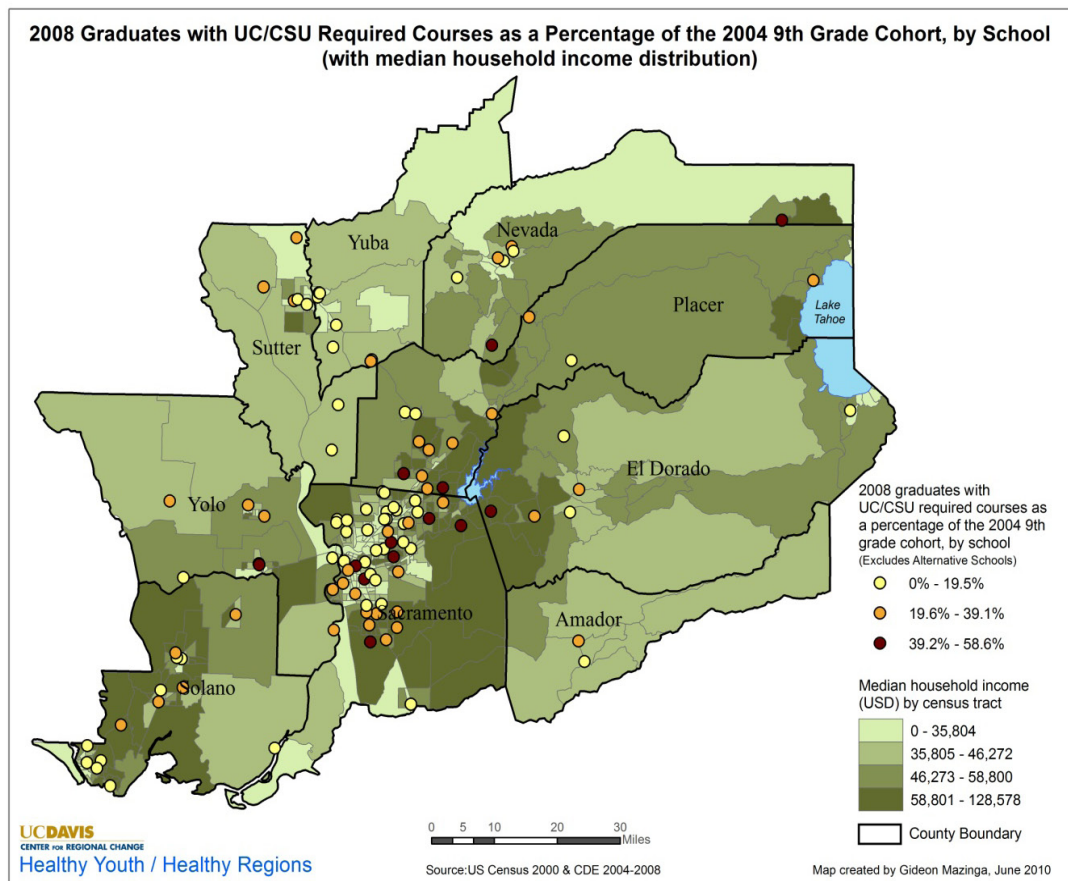 2008 Graduates with UC/CSU Required Courses as a Percentage of the 2004 9th Grade Cohort, by School
(with median household income distribution)
Yuba
Nevada
Placer
Lake
Tahoe
Sutter
El Dorado
Yolo
Sacramento
Amador
Solano
2008 graduates with
UC/CSU required courses as
a percentage of the 2004 9th
grade cohort, by school
(Excludes Alternative Schools)
0% - 19.5%
19.6% - 39.1%
39.2% - 58.6%
Median household income
(USD) by census tract
0 - 35,804
35,805 - 46,272
46,273 - 58,800
58,801 - 128,578
County Boundary
UCDAVIS
CENTER FOR REGIONAL CHANGE
Healthy Youth / Healthy Regions
0 5 10 20 30
Miles
Source:US Census 2000 & CDE 2004-2008
Map created by Gideon Mazinga, June 2010